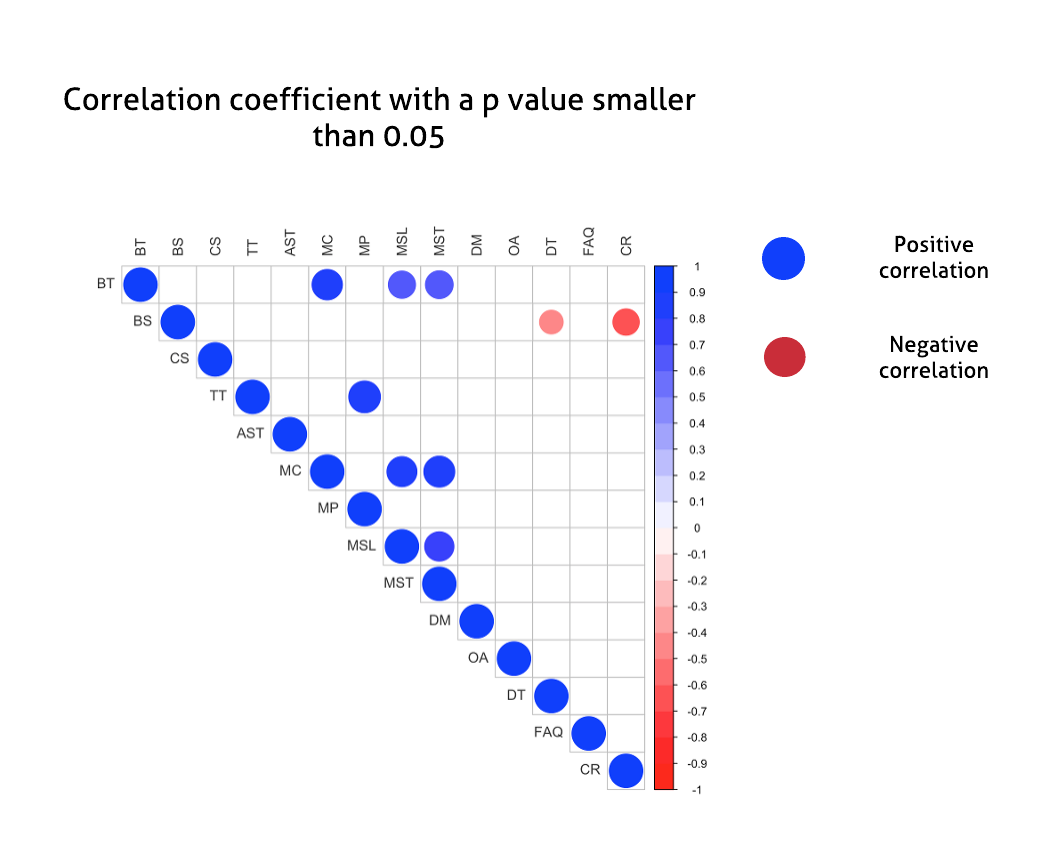 Correlation coefficient with a p value smaller
than 0.05
BT BS CS TT AST MC MP MSL MST DM OA DT FAQ CR
BT
BS
CS
TT
AST
MC
MP
MSL
MST
DM
OA
DT
FAQ
CR
1
0.9
0.8
0.7
0.6
0.5
0.4
0.3
0.2
0.1
0
-0.1
-0.2
-0.3
-0.4
-0.5
-0.6
-0.7
-0.8
-0.9
-1
Positive
correlation
Negative
correlation